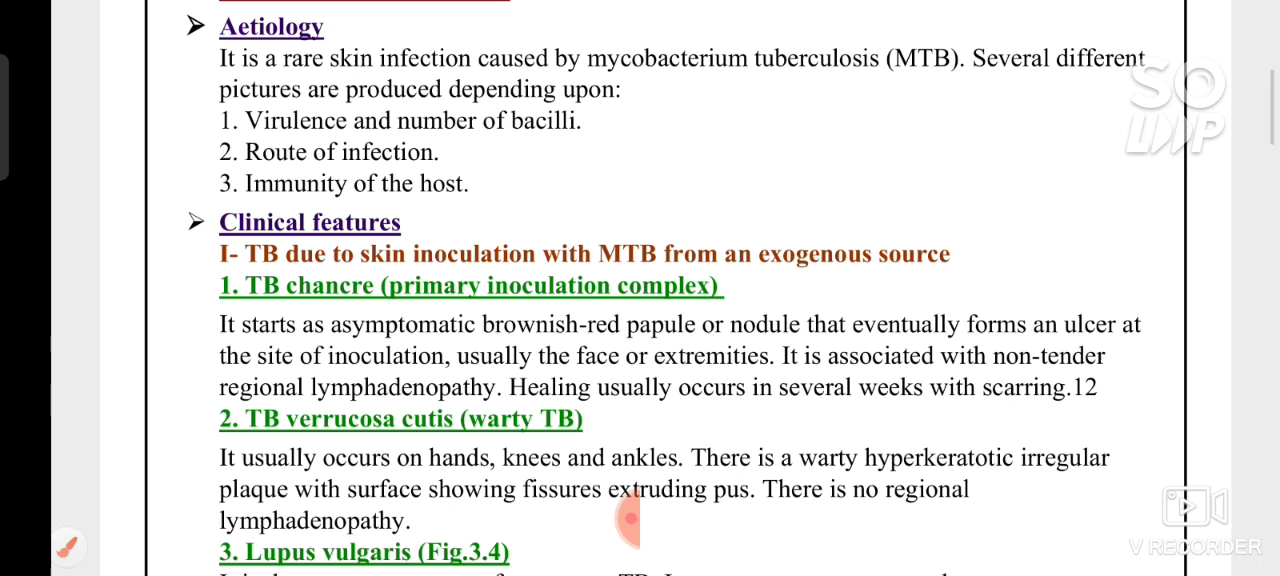 Aetiology
It is a rare skin infection caused by mycobacterium tuberculosis (MTB). Several different
pictures are produced depending upon:
1. Virulence and number of bacilli.
2. Route of infection.
3. Immunity of the host.
Clinical features
I- TB due to skin inoculation with MTB from an exogenous source
1. TB chancre (primary inoculation complex)
It starts as asymptomatic brownish-red papule or nodule that eventually forms an ulcer at
the site of inoculation, usually the face or extremities. It is associated with non-tender
regional lymphadenopathy. Healing usually occurs in several weeks with scarring.12
2. TB verrucosa cutis (warty TB)
It usually occurs on hands, knees and ankles. There is a warty hyperkeratotic irregular
plaque with surface showing fissures extruding pus. There is no regional
lymphadenopathy.
3. Lupus vulgaris (Fig.3.4)
V RECORDER